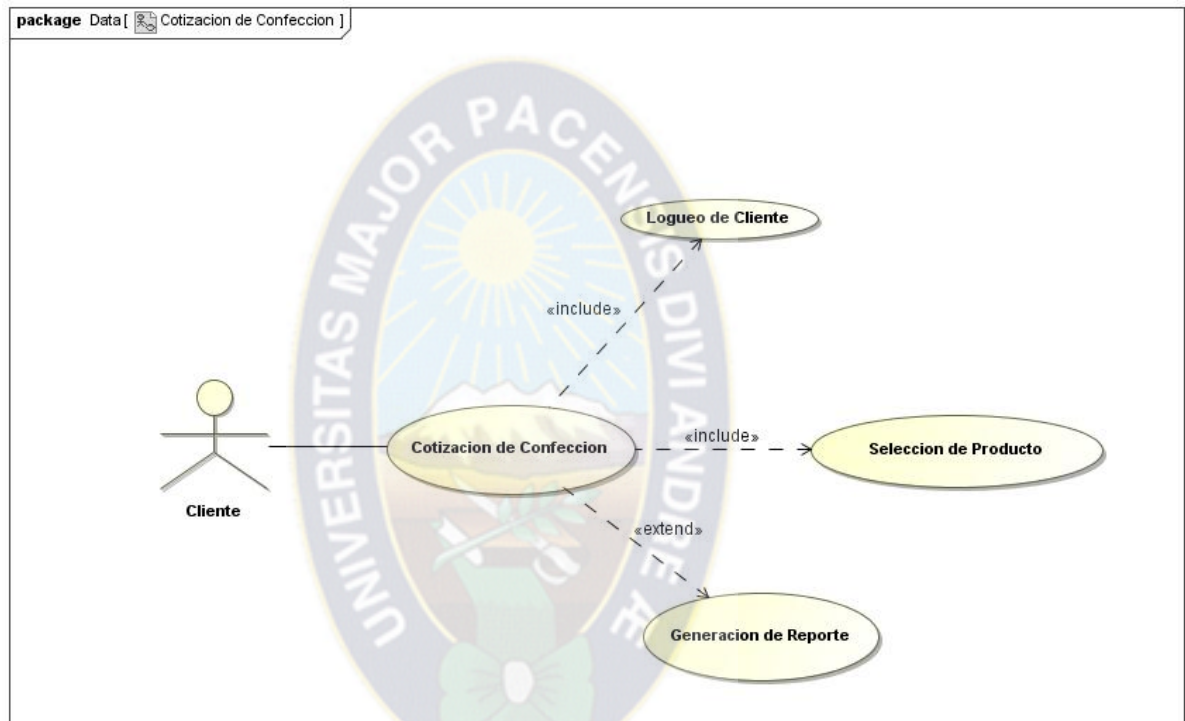 package Data [ Cotizacion de Confeccion ]
UNIVERSITAS MAJOR PACENSIS DIVI ANDRE Æ
Logueo de Cliente
«include»
Cotizacion de Confeccion
«include»
Seleccion de Producto
Cliente
«extend»
Generacion de Reporte